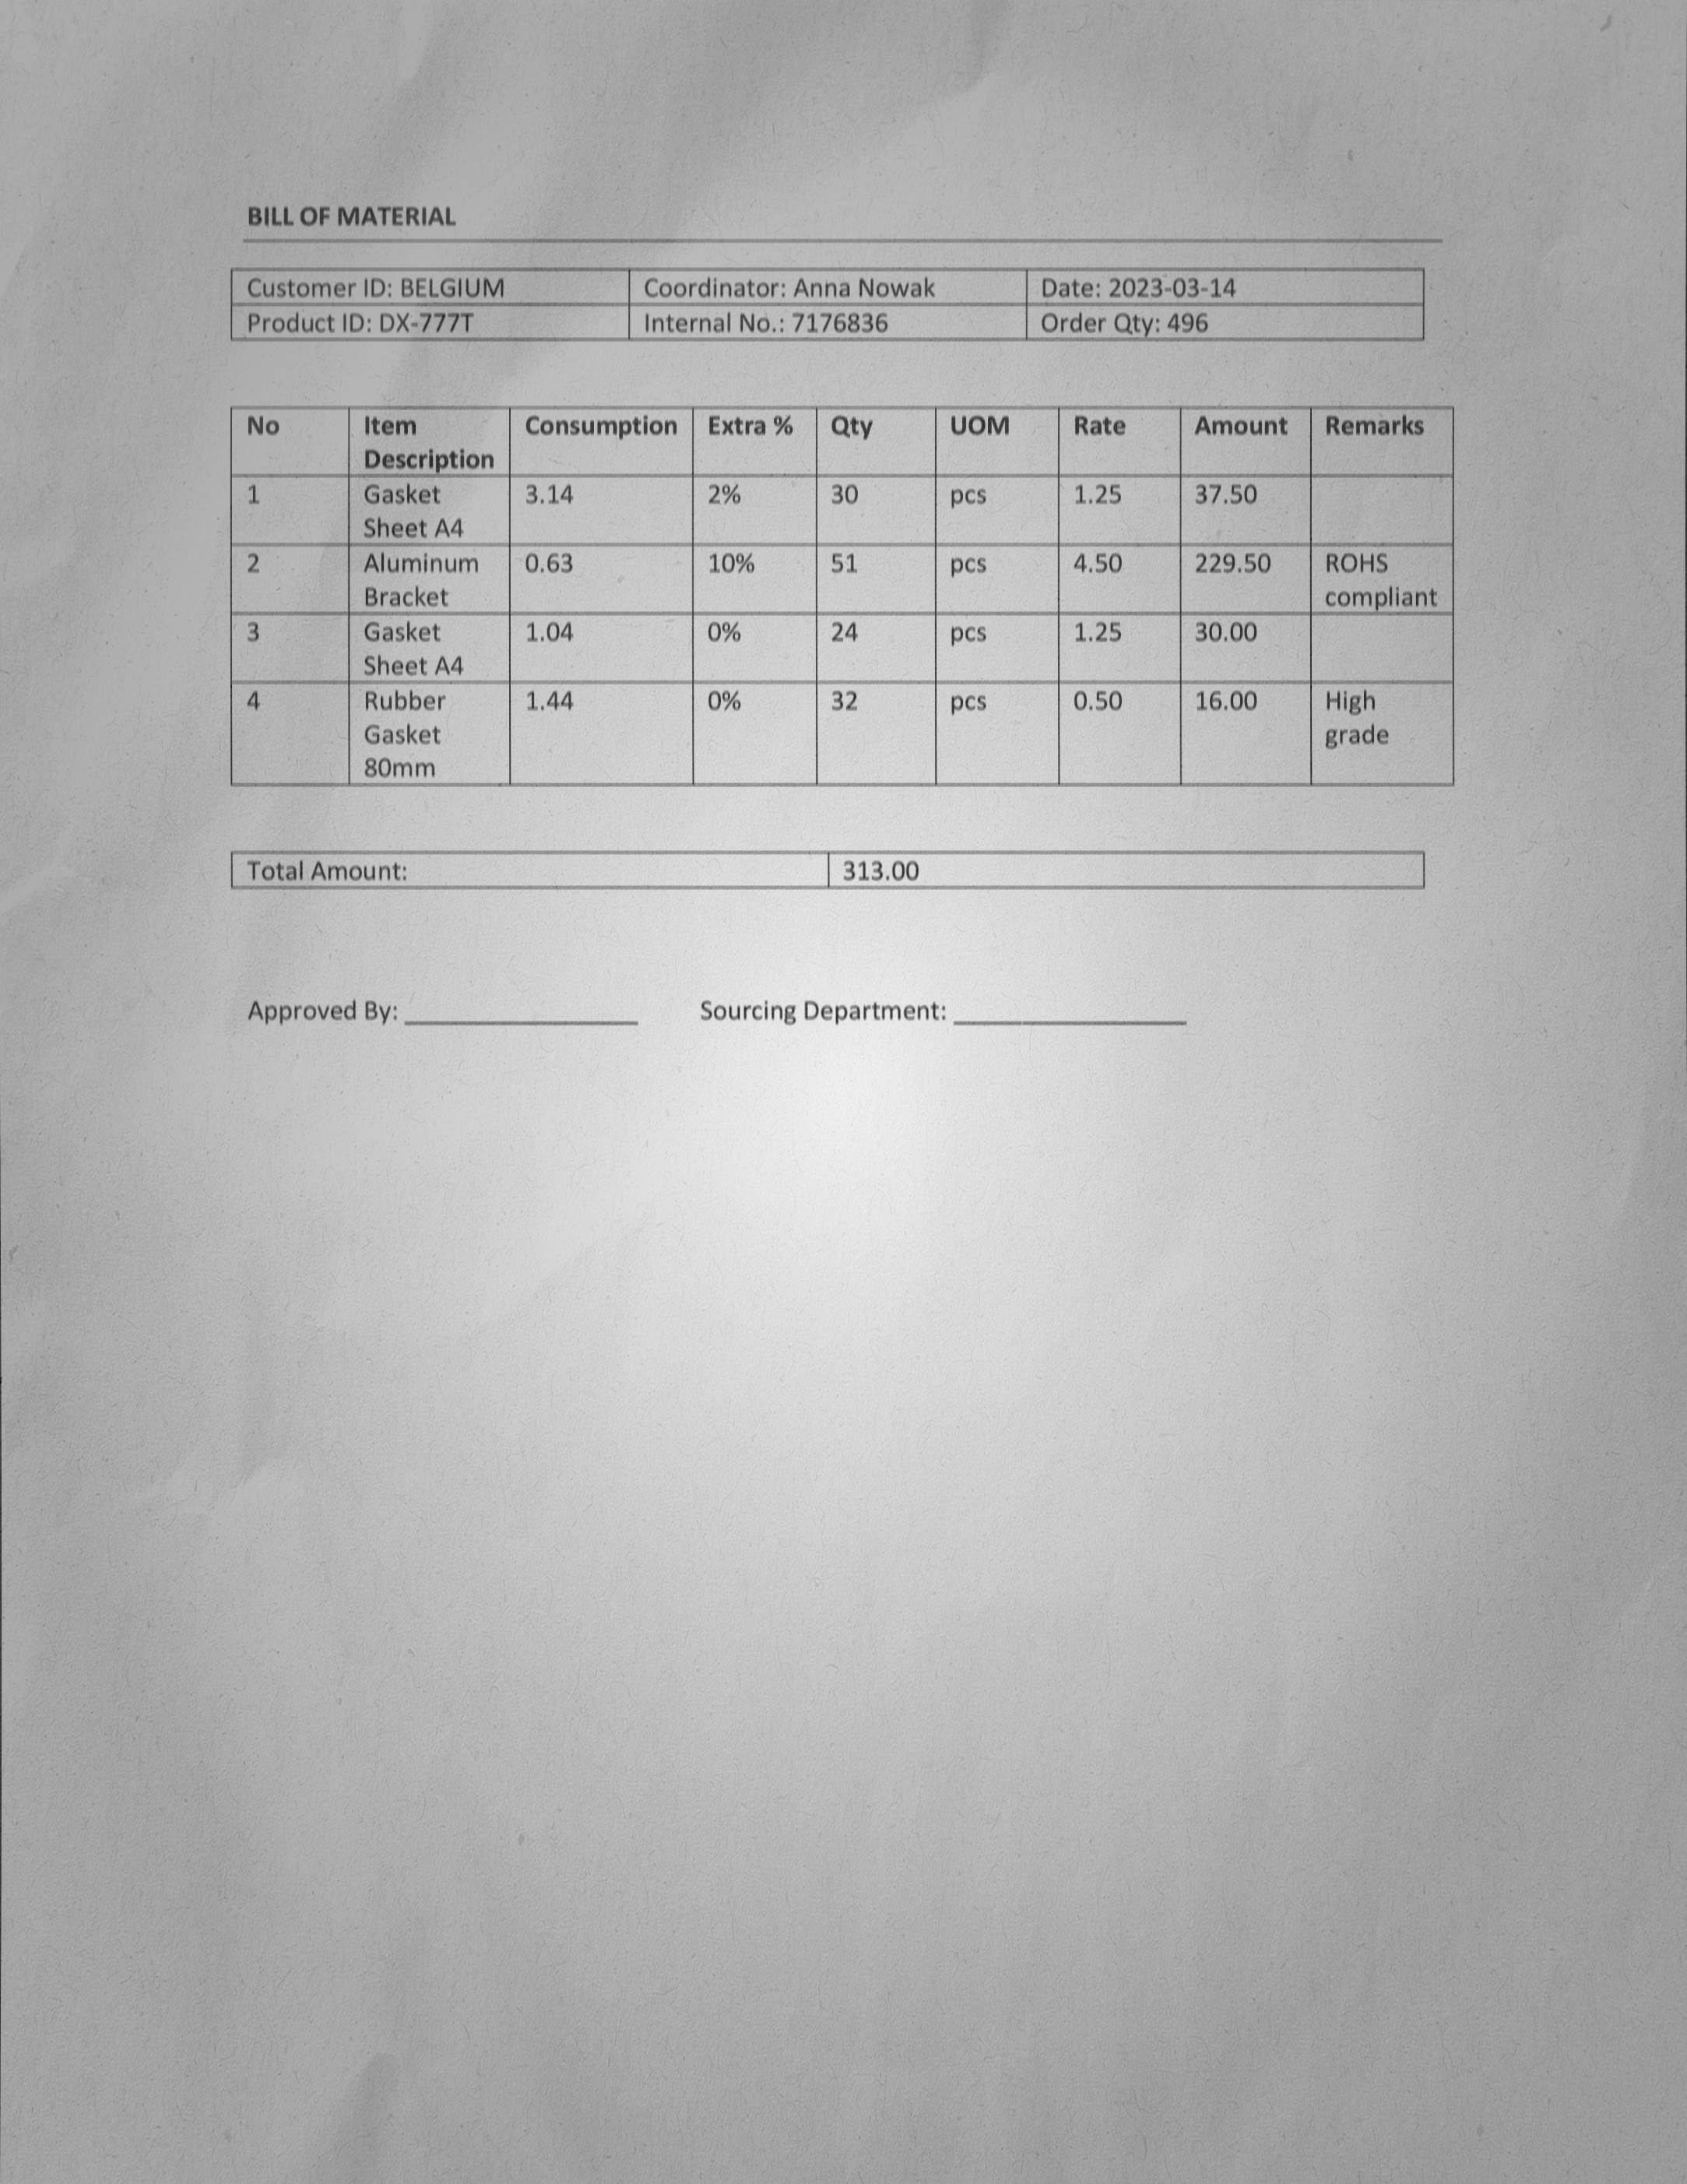 BILL OF MATERIAL
Customer ID: BELGIUM Coordinator: Anna Nowak Date: 2023-03-14
Product ID: DX-777T Internal No.: 7176836 Order Qty: 496
No Item Consumption Extra % Qty UOM Rate Amount Remarks
Description
1 Gasket 3.14 2% 30 pcs 1.25 37.50
Sheet A4
2 Aluminum 0.63 10% 51 pcs 4.50 229.50 ROHS
Bracket compliant
3 Gasket 1.04 0% 24 pcs 1.25 30.00
Sheet A4
4 Rubber 1.44 0% 32 pcs 0.50 16.00 High
Gasket grade
80mm
Total Amount: 313.00
Approved By: ________________ Sourcing Department: ________________